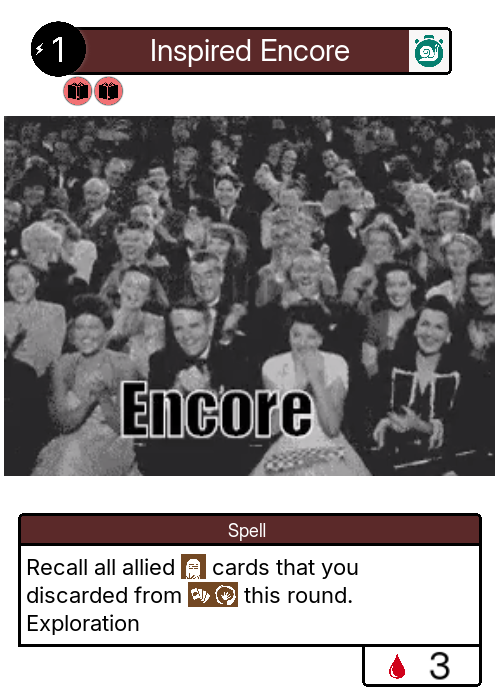 1
Inspired Encore
Encore
Spell
Recall all allied cards that you
discarded from this round.
Exploration
3